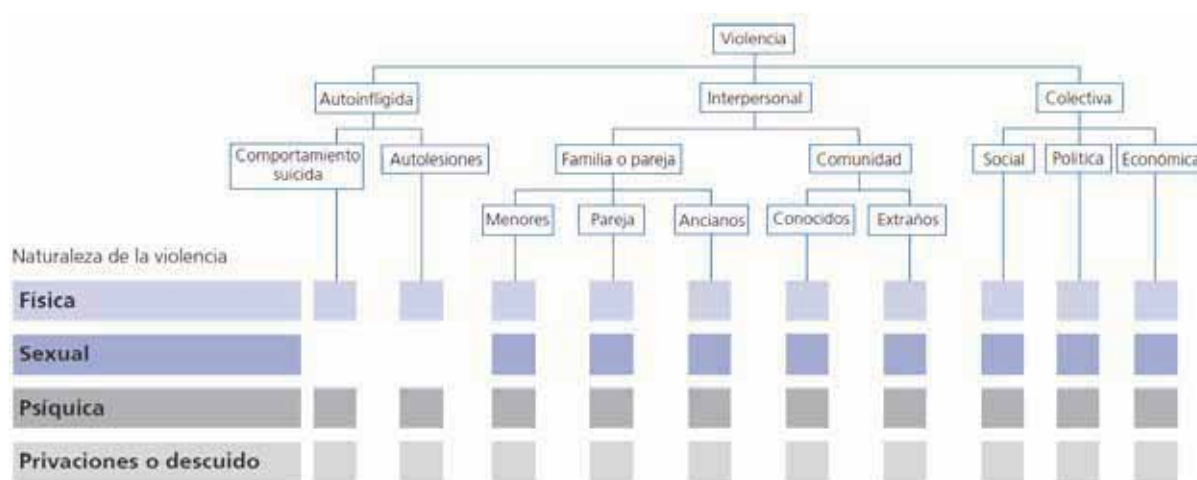 Violencia
Autoinfligida
Interpersonal
Colectiva
Comportamiento
suicida
Autolesiones
Familia o pareja
Comunidad
Social
Política
Económica
Menores
Pareja
Ancianos
Conocidos
Extraños
Naturaleza de la violencia
Física
Sexual
Psíquica
Privaciones o descuido